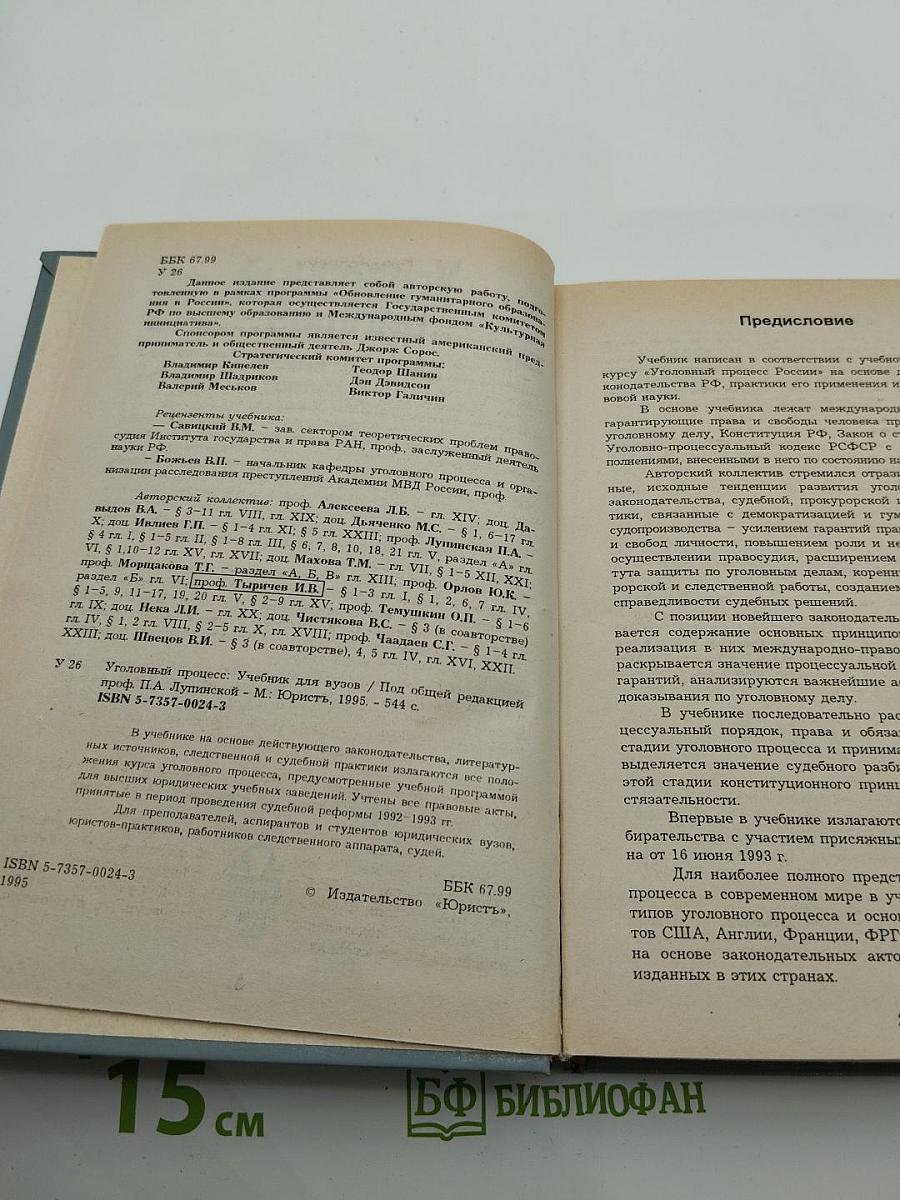 ББК 67.99
У 26
Данное издание представляет собой авторскую работу, подго-
товленную в рамках программы «Обновление гуманитарного образова-
ния в России», которая осуществляется Государственным комитетом
РФ по высшему образованию и Международным фондом «Культурная
инициатива».
Спонсором программы является известный американский пред-
приниматель и общественный деятель Джорж Сорос.
Стратегический комитет программы:
Владимир Кинелев Теодор Шанин
Владимир Шадриков Дэн Дэвидсон
Валерий Меськов Виктор Галичин
Рецензенты учебника:
— Савицкий В.М. – зав. сектором теоретических проблем право-
судия Института государства и права РАН, проф., заслуженный деятель
науки РФ.
– Божьев В.П. – начальник кафедры уголовного процесса и орга-
низации расследования преступлений Академии МВД России, проф.
Авторский коллектив: проф. Алексеева Л.Б. – гл. XIV; доц. Да-
выдов В.А. – § 3–11 гл. VIII, гл. XIX; доц. Дьяченко М.С. – § 1, 6–17 гл.
X; доц. Ивлиев Г.П. – § 1–4 гл. XI; § 5 гл. XXIII; проф. Лупинская П.А. –
§ 4 гл. I, § 1–5 гл. II, § 1–8 гл. III, § 6, 7, 8, 10, 18, 21 гл. V, раздел «А» гл.
VI, § 1,10–12 гл. XV, гл. XVII; доц. Махова Т.М. – гл. VII, § 1–5 XII, XXI;
проф. Морщакова Т.Г. – раздел «А, Б, В» гл. XIII; проф. Орлов Ю.К. –
раздел «Б» гл. VI; проф. Тыричев И.В. – § 1–3 гл. I, § 1, 2, 6, 7 гл. IV,
§ 1–5, 9, 11–17, 19, 20 гл. V, § 2–9 гл. XV; проф. Темушкин О.П. – § 1–6
гл. IX; доц. Нека Л.И. – гл. XX; доц. Чистякова В.С. – § 3 (в соавторстве)
гл. IV, § 1, 2 гл. VIII, § 2–5 гл. X, гл. XVIII; проф. Чаадаев С.Г. – § 1–4 гл.
XXIII; доц. Швецов В.И. – § 3 (в соавторстве), 4, 5 гл. IV, гл. XVI, XXII.
У 26 Уголовный процесс: Учебник для вузов / Под общей редакцией
проф. П.А. Лупинской – М.: Юристъ, 1995. – 544 с.
ISBN 5-7357-0024-3
В учебнике на основе действующего законодательства, литератур-
ных источников, следственной и судебной практики излагаются все поло-
жения курса уголовного процесса, предусмотренные учебной программой
для высших юридических учебных заведений. Учтены все правовые акты,
принятые в период проведения судебной реформы 1992–1993 гг.
Для преподавателей, аспирантов и студентов юридических вузов,
юристов-практиков, работников следственного аппарата, судей.
ISBN 5-7357-0024-3 ББК 67.99
1995 © Издательство «Юристъ»,
Предисловие
Учебник написан в соответствии с учебно
курсу «Уголовный процесс России» на основе д
конодательства РФ, практики его применения и
вовой науки.
В основе учебника лежат международн
гарантирующие права и свободы человека пр
уголовному делу, Конституция РФ, Закон о ст
Уголовно-процессуальный кодекс РСФСР с
полнениями, внесенными в него по состоянию на
Авторский коллектив стремился отрази
ные, исходные тенденции развития уголо
законодательства, судебной, прокурорской и
тики, связанные с демократизацией и гум
судопроизводства – усилением гарантий прав
и свобод личности, повышением роли и не
осуществлении правосудия, расширением
тута защиты по уголовным делам, коренн
рорской и следственной работы, создание
справедливости судебных решений.
С позиции новейшего законодатель
вается содержание основных принципо
реализация в них международно-право
раскрывается значение процессуальной
гарантий, анализируются важнейшие а
доказывания по уголовному делу.
В учебнике последовательно рас
цессуальный порядок, права и обяза
стадии уголовного процесса и принима
выделяется значение судебного разби
этой стадии конституционного принц
стязательности.
Впервые в учебнике излагаютс
бирательства с участием присяжных
на от 16 июня 1993 г.
Для наиболее полного предст
процесса в современном мире в уч
типов уголовного процесса и осно
тов США, Англии, Франции, ФРГ
на основе законодательных акто
изданных в этих странах.
15 см
БФ БИБЛИОФАН